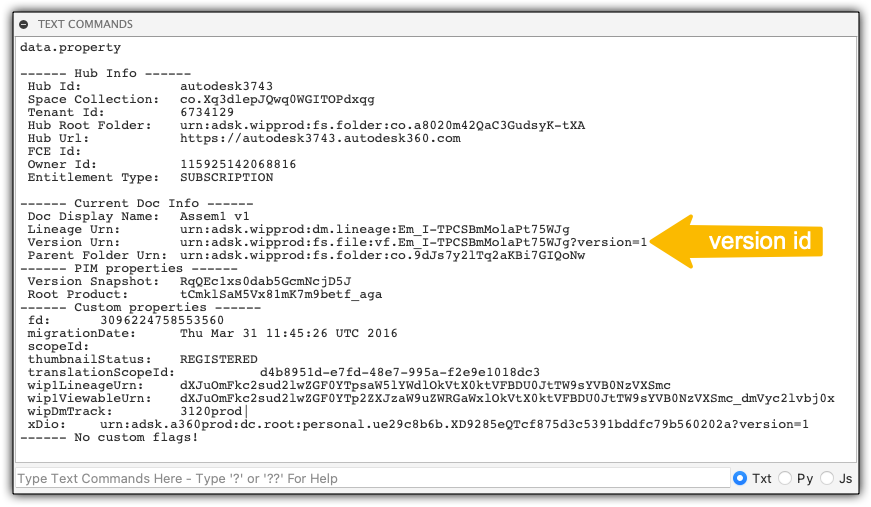 TEXT COMMANDS
data.property
------ Hub Info ------
Hub Id: autodesk3743
Space Collection: co.Xq3dlepJQwq0WGITOPdxqg
Tenant Id: 6734129
Hub Root Folder: urn:adsk.wipprod:fs.folder:co.a8020m42QaC3GudsyK-tXA
Hub Url: https://autodesk3743.autodesk360.com
FCE Id:
Owner Id: 115925142068816
Entitlement Type: SUBSCRIPTION
------ Current Doc Info ------
Doc Display Name: Assem1 v1
Lineage Urn: urn:adsk.wipprod:dm.lineage:Em_I-TPCSBmMolaPt75WJg
Version Urn: urn:adsk.wipprod:fs.file:vf.Em_I-TPCSBmMolaPt75WJg?version=1
version id
Parent Folder Urn: urn:adsk.wipprod:fs.folder:co.9dJs7y2lTq2aKBi7GIQoNw
------ PIM properties ------
Version Snapshot: RqQEc1xs0dab5GcmNcjD5J
Root Product: tCmklSaM5Vx81mK7m9betf_aga
------ Custom properties ------
fd: 3096224758553560
migrationDate: Thu Mar 31 11:45:26 UTC 2016
scopeId:
thumbnailStatus: REGISTERED
translationScopeId: d4b8951d-e7fd-48e7-995a-f2e9e1018dc3
wip1LineageUrn: dXJuOmFkc2sud2lwZGF0YTpsaW5lYWdlOkVtX0ktVFBDU0JtTW9sYVB0NzVXSmc
wip1ViewableUrn: dXJuOmFkc2sud2lwZGF0YTp2ZXJzaW9uZWRGaWxlOkVtX0ktVFBDU0JtTW9sYVB0NzVXSmc_dmVyc2lvbj0x
wipDmTrack: 3120prod
xDio: urn:adsk.a360prod:dc.root:personal.ue29c8b6b.XD9285eQTcf875d3c5391bddfc79b560202a?version=1
------ No custom flags!
Type Text Commands Here - Type '?' or '??' For Help
Txt Py Js